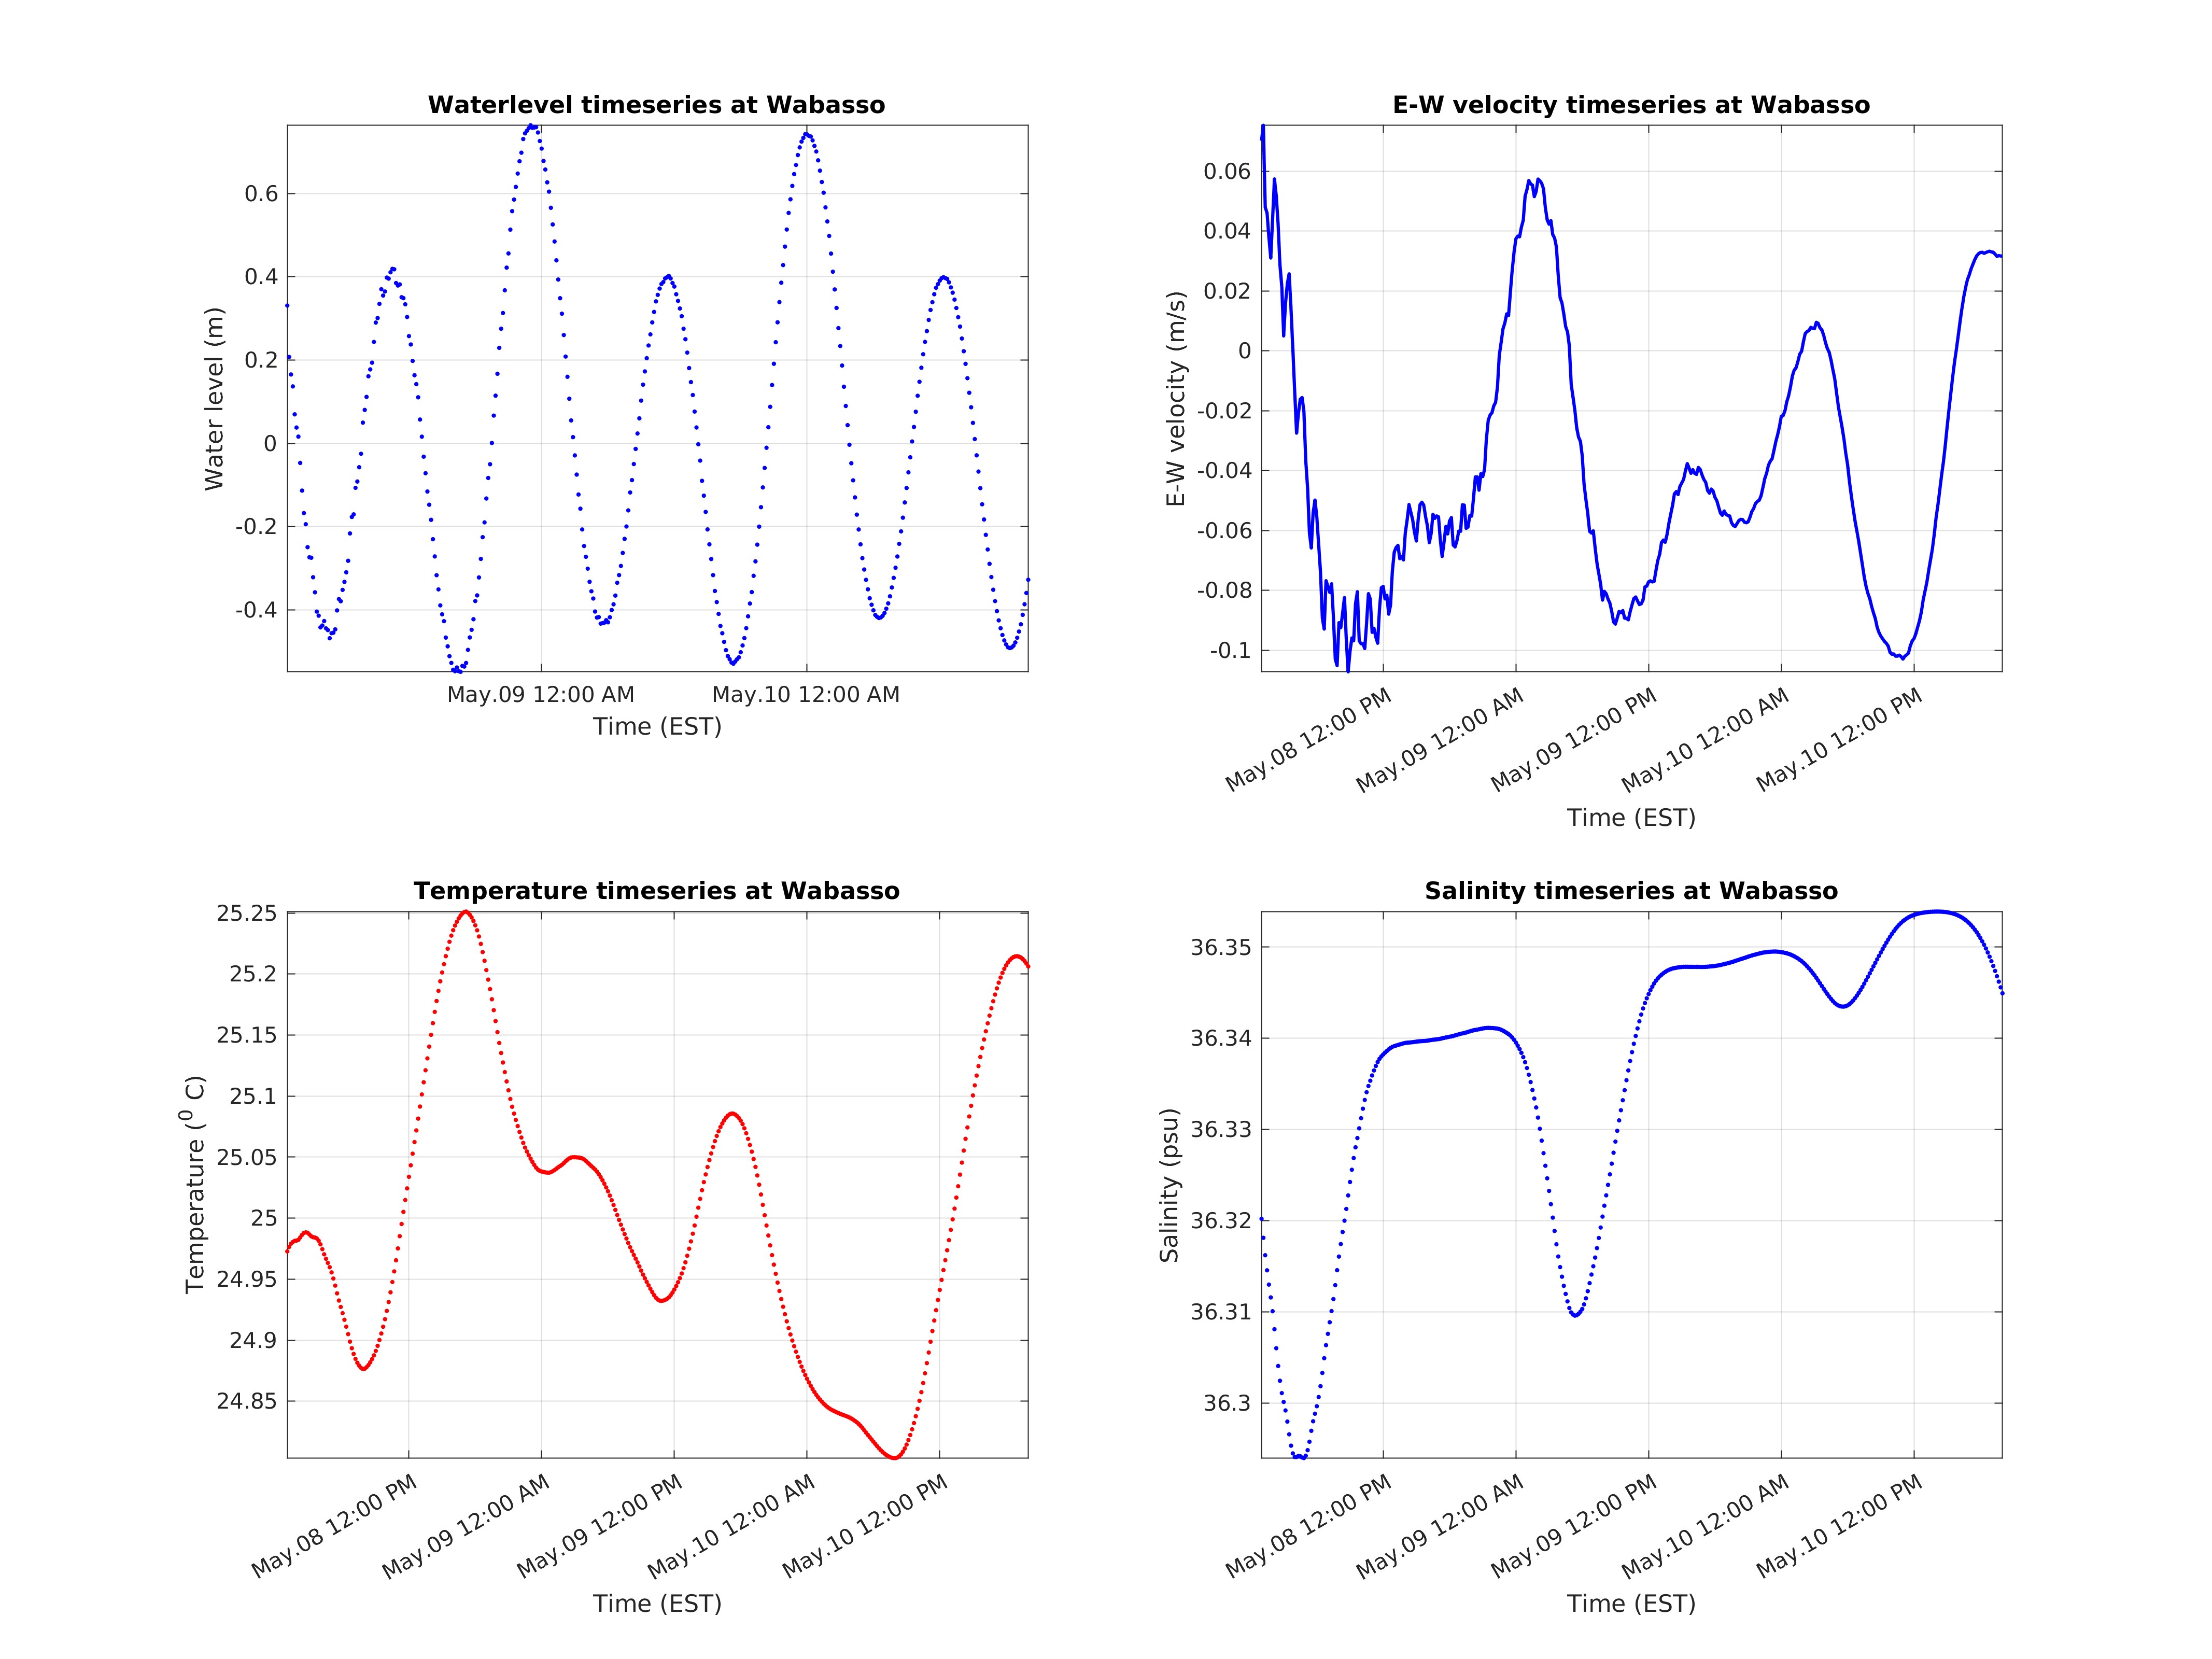 Waterlevel timeseries at Wabasso
0.6
0.4
0.2
0
-0.2
-0.4
Water level (m)
May.09 12:00 AM May.10 12:00 AM
Time (EST)
E-W velocity timeseries at Wabasso
0.06
0.04
0.02
0
-0.02
-0.04
-0.06
-0.08
-0.1
E-W velocity (m/s)
May.08 12:00 PM
May.09 12:00 AM
May.09 12:00 PM
May.10 12:00 AM
May.10 12:00 PM
Time (EST)
Temperature timeseries at Wabasso
25.25
25.2
25.15
25.1
25.05
25
24.95
24.9
24.85
Temperature (⁰ C)
May.08 12:00 PM
May.09 12:00 AM
May.09 12:00 PM
May.10 12:00 AM
May.10 12:00 PM
Time (EST)
Salinity timeseries at Wabasso
36.35
36.34
36.33
36.32
36.31
36.3
Salinity (psu)
May.08 12:00 PM
May.09 12:00 AM
May.09 12:00 PM
May.10 12:00 AM
May.10 12:00 PM
Time (EST)